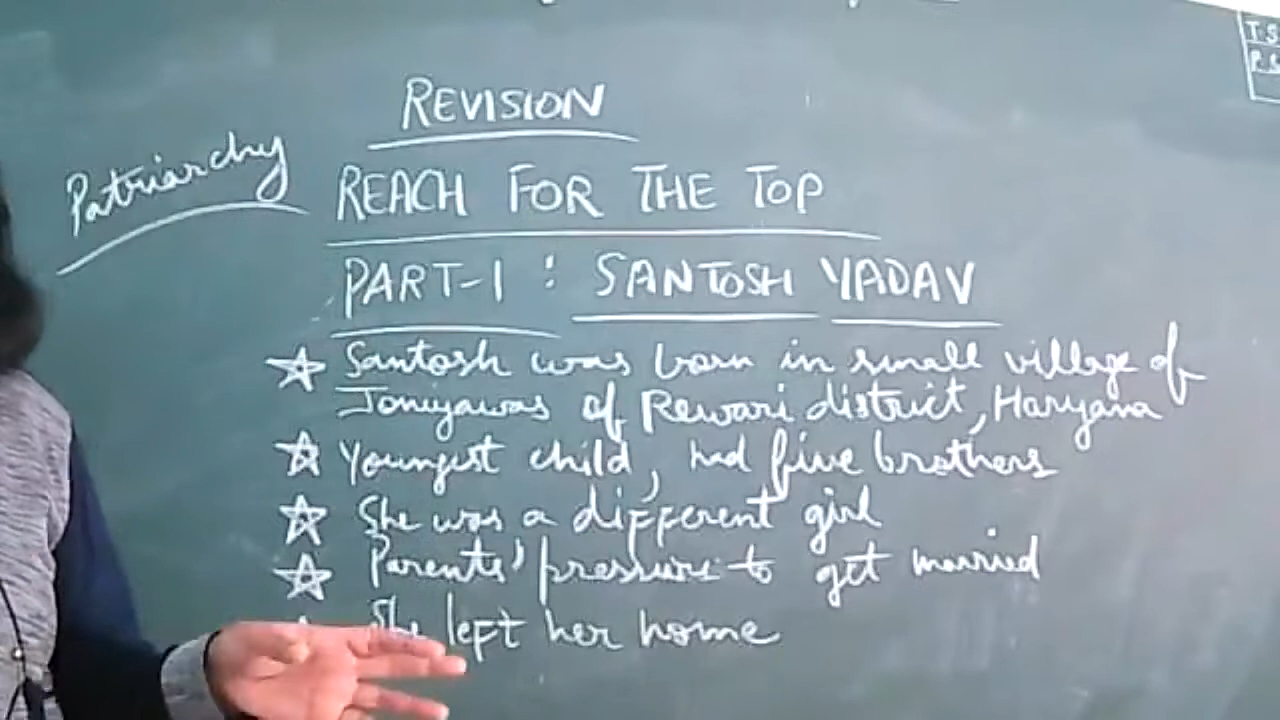 REVISION
Patriarchy
REACH FOR THE TOP
PART-1 : SANTOSH YADAV
Santosh was born in small village of
Joniyawas of Rewari district, Haryana
Youngest child, had five brothers
She was a different girl
Parents' pressure to get married
She left her home